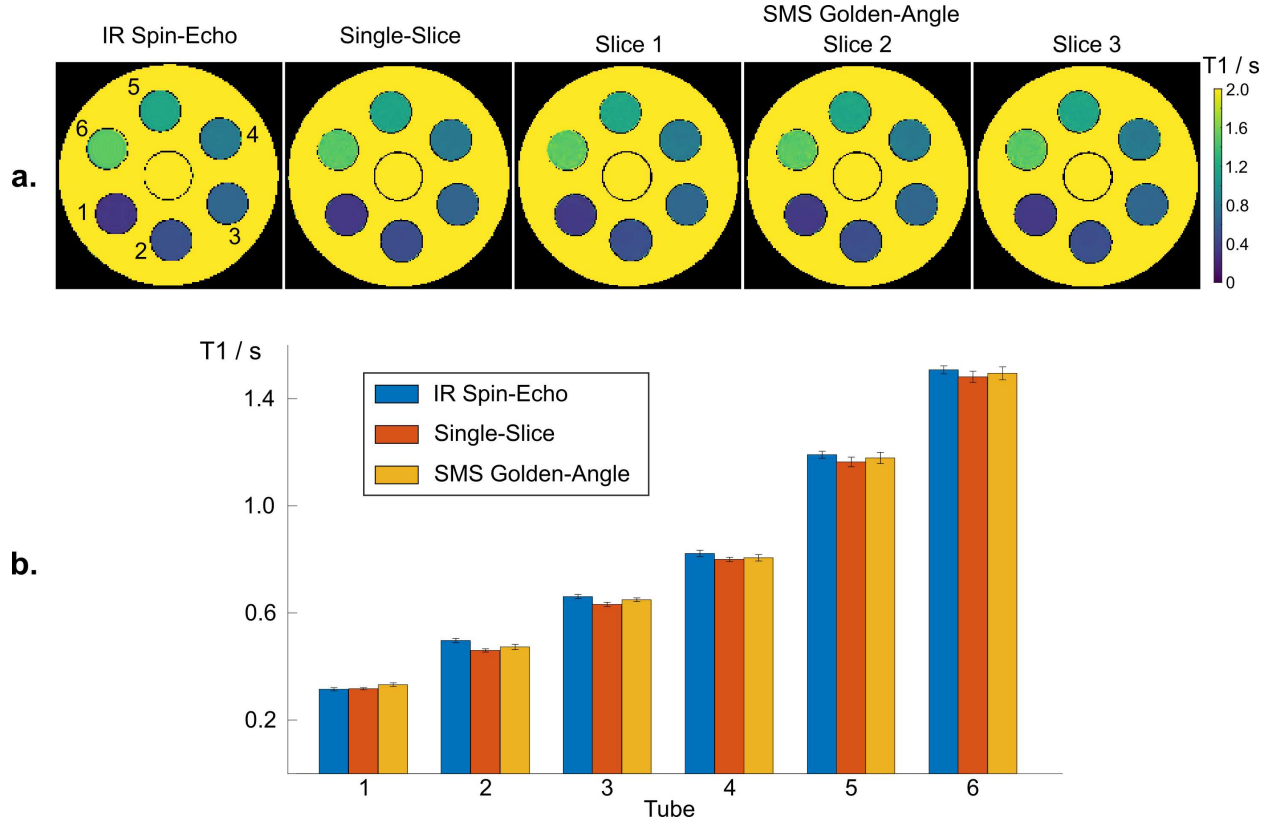 SMS Golden-Angle
IR Spin-Echo
Single-Slice
Slice 1
Slice 2
Slice 3
T1 / s
a.
5
6
4
1
2
3
2.0
1.6
1.2
0.8
0.4
0
b.
T1 / s
1.4
1.0
0.6
0.2
IR Spin-Echo
Single-Slice
SMS Golden-Angle
1 2 3 4 5 6
Tube